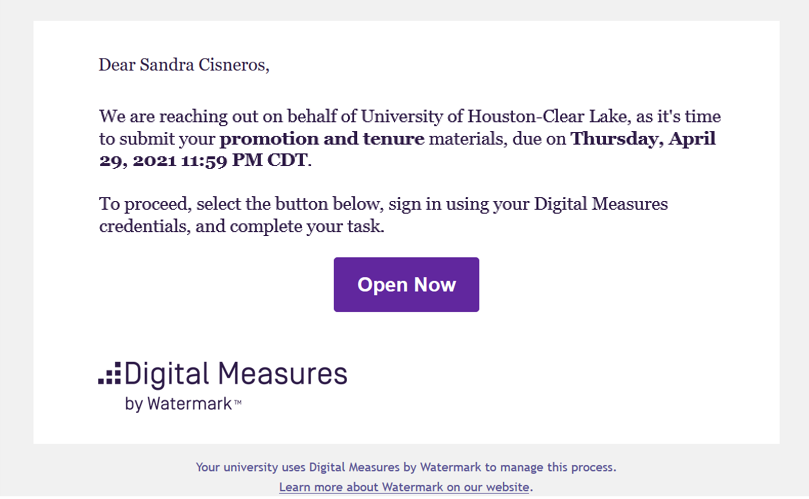 Dear Sandra Cisneros,
We are reaching out on behalf of University of Houston-Clear Lake, as it's time
to submit your promotion and tenure materials, due on Thursday, April
29, 2021 11:59 PM CDT.
To proceed, select the button below, sign in using your Digital Measures
credentials, and complete your task.
Open Now
Digital Measures
by Watermark™
Your university uses Digital Measures by Watermark to manage this process.
Learn more about Watermark on our website.